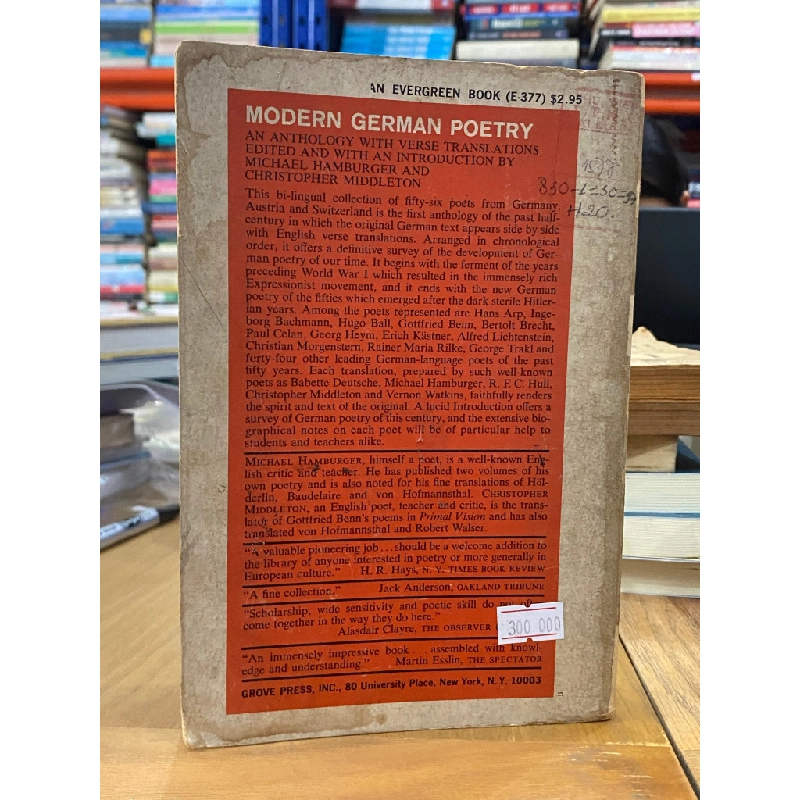 AN EVERGREEN BOOK (E-377) $2.95
MODERN GERMAN POETRY
AN ANTHOLOGY WITH VERSE TRANSLATIONS
EDITED AND WITH AN INTRODUCTION BY
MICHAEL HAMBURGER AND
CHRISTOPHER MIDDLETON
This bi-lingual collection of fifty-six poets from Germany,
Austria and Switzerland is the first anthology of the past half-
century in which the original German text appears side by side
with English verse translations. Arranged in chronological
order, it offers a definitive survey of the development of Ger-
man poetry of our time. It begins with the ferment of the years
preceding World War I which resulted in the immensely rich
Expressionist movement, and it ends with the new German
poetry of the fifties which emerged after the dark sterile Hitler-
ian years. Among the poets represented are Hans Arp, Inge-
borg Bachmann, Hugo Ball, Gottfried Benn, Bertolt Brecht,
Paul Celan, Georg Heym, Erich Kästner, Alfred Lichtenstein,
Christian Morgenstern, Rainer Maria Rilke, George Trakl and
forty-four other leading German-language poets of the past
fifty years. Each translation, prepared by such well-known
poets as Babette Deutsche, Michael Hamburger, R. F. C. Hull,
Christopher Middleton and Vernon Watkins, faithfully renders
the spirit and text of the original. A lucid Introduction offers a
survey of German poetry of this century, and the extensive bio-
graphical notes on each poet will be of particular help to
students and teachers alike.
MICHAEL HAMBURGER, himself a poet, is a well-known Eng-
lish critic and teacher. He has published two volumes of his
own poetry and is also noted for his fine translations of Höl-
derlin, Baudelaire and von Hofmannsthal. CHRISTOPHER
MIDDLETON, an English poet, teacher and critic, is the trans-
lator of Gottfried Benn's poems in Primal Vision and has also
translated von Hofmannsthal and Robert Walser.
"A valuable pioneering job...should be a welcome addition to
the library of anyone interested in poetry or more generally in
European culture." H. R. Hays, N. Y. TIMES BOOK REVIEW
"A fine collection." Jack Anderson, OAKLAND TRIBUNE
"Scholarship, wide sensitivity and poetic skill do
come together in the way they do here."
Alasdair Clayre, THE OBSERVER
300 000
"An immensely impressive book... assembled with knowl-
edge and understanding." Martin Esslin, THE SPECTATOR
GROVE PRESS, INC., 80 University Place, New York, N. Y. 10003